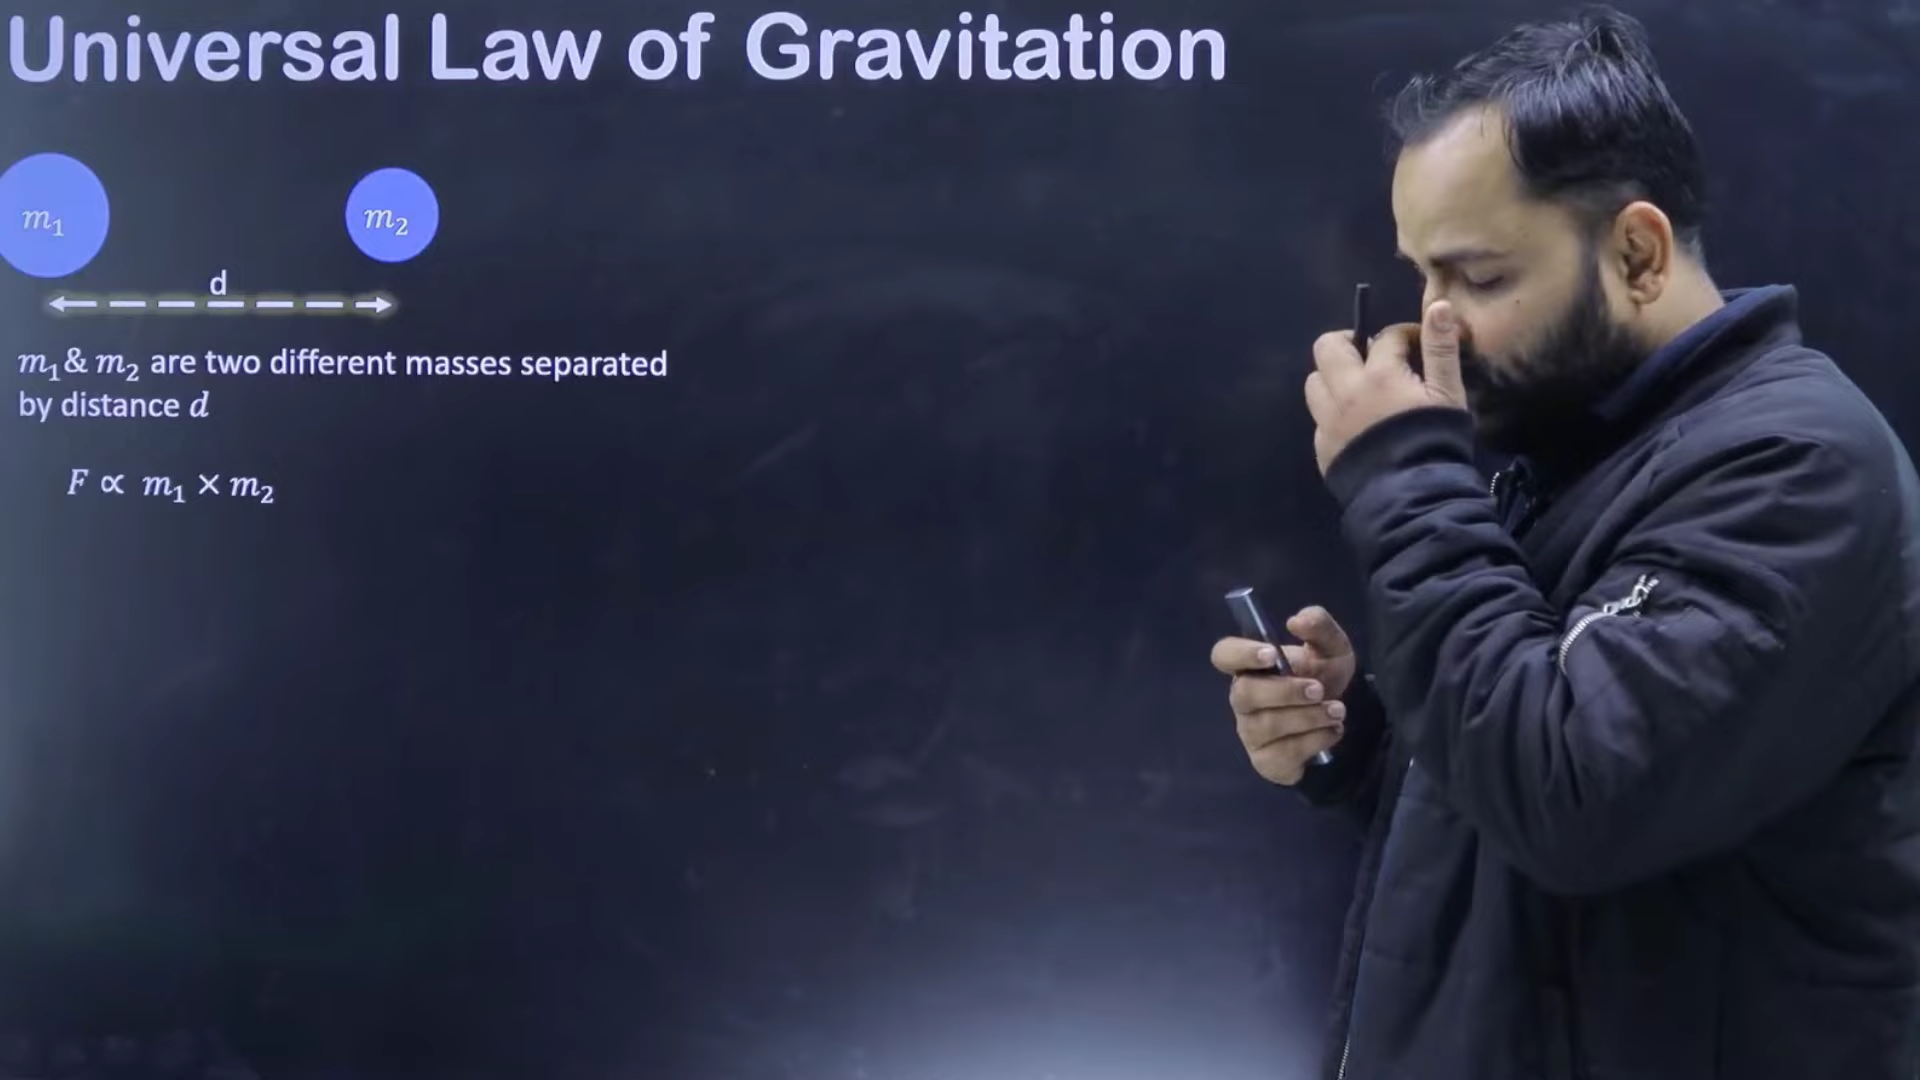 Universal Law of Gravitation
m₁
m₂
d
m₁ & m₂ are two different masses separated
by distance d
F ∝ m₁ × m₂